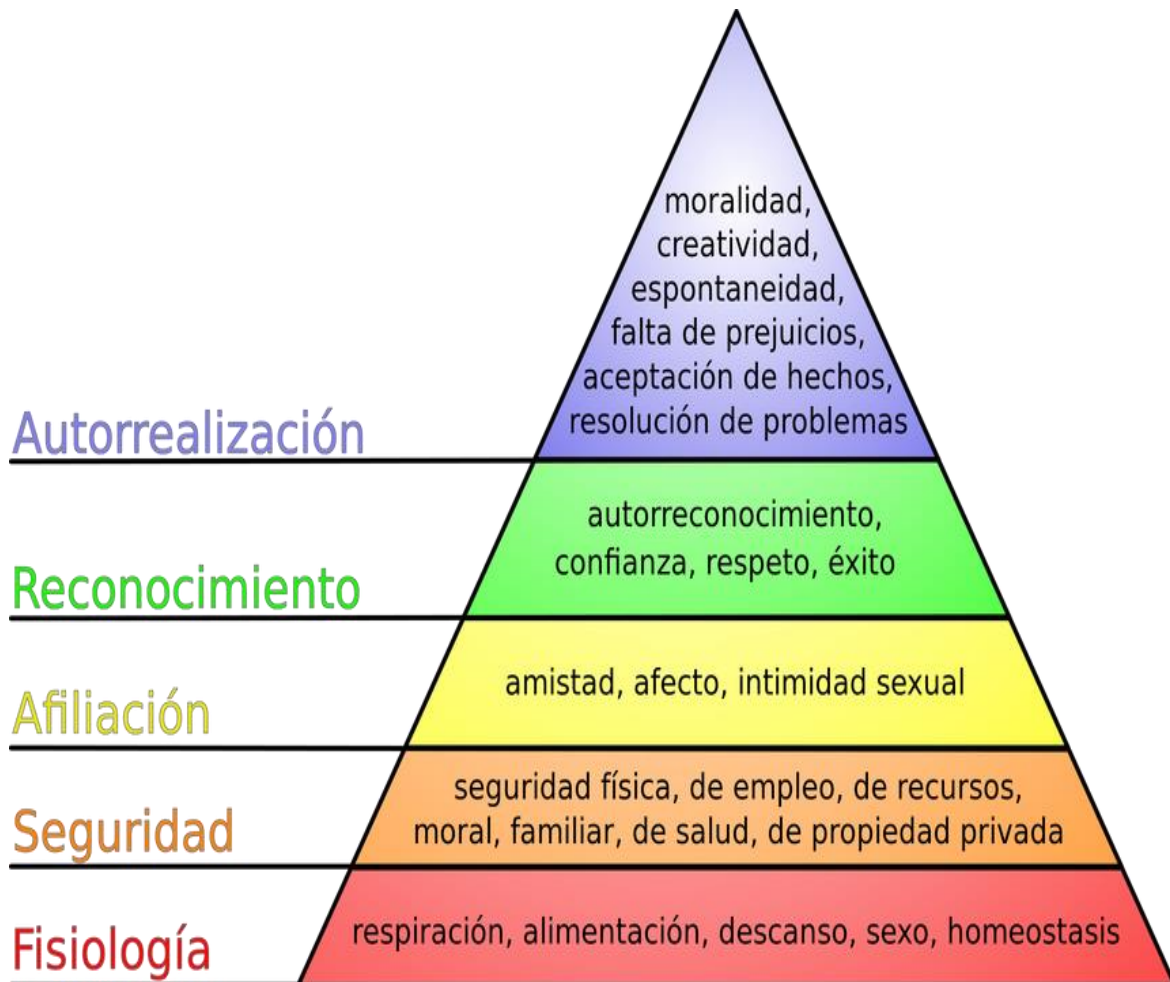 moralidad,
creatividad,
espontaneidad,
falta de prejuicios,
aceptación de hechos,
resolución de problemas
Autorrealización
autorreconocimiento,
confianza, respeto, éxito
Reconocimiento
amistad, afecto, intimidad sexual
Afiliación
seguridad física, de empleo, de recursos,
moral, familiar, de salud, de propiedad privada
Seguridad
respiración, alimentación, descanso, sexo, homeostasis
Fisiología